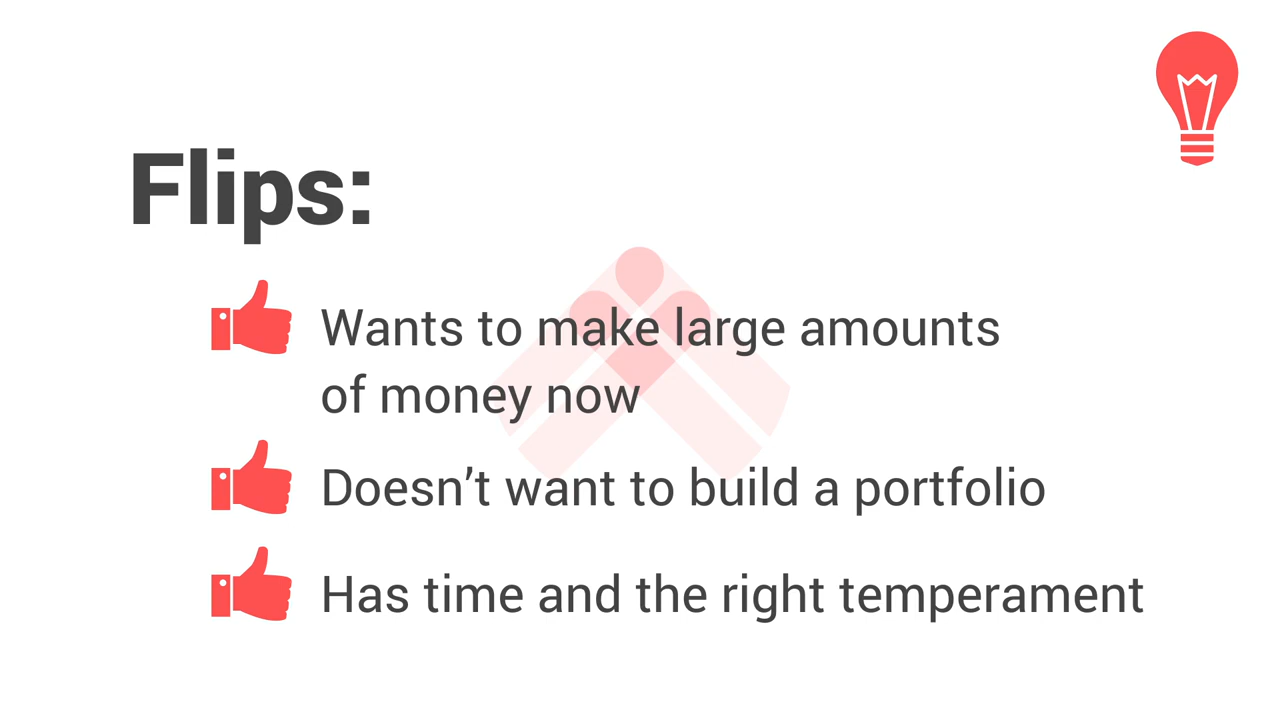 Flips:
Wants to make large amounts
of money now
Doesn’t want to build a portfolio
Has time and the right temperament